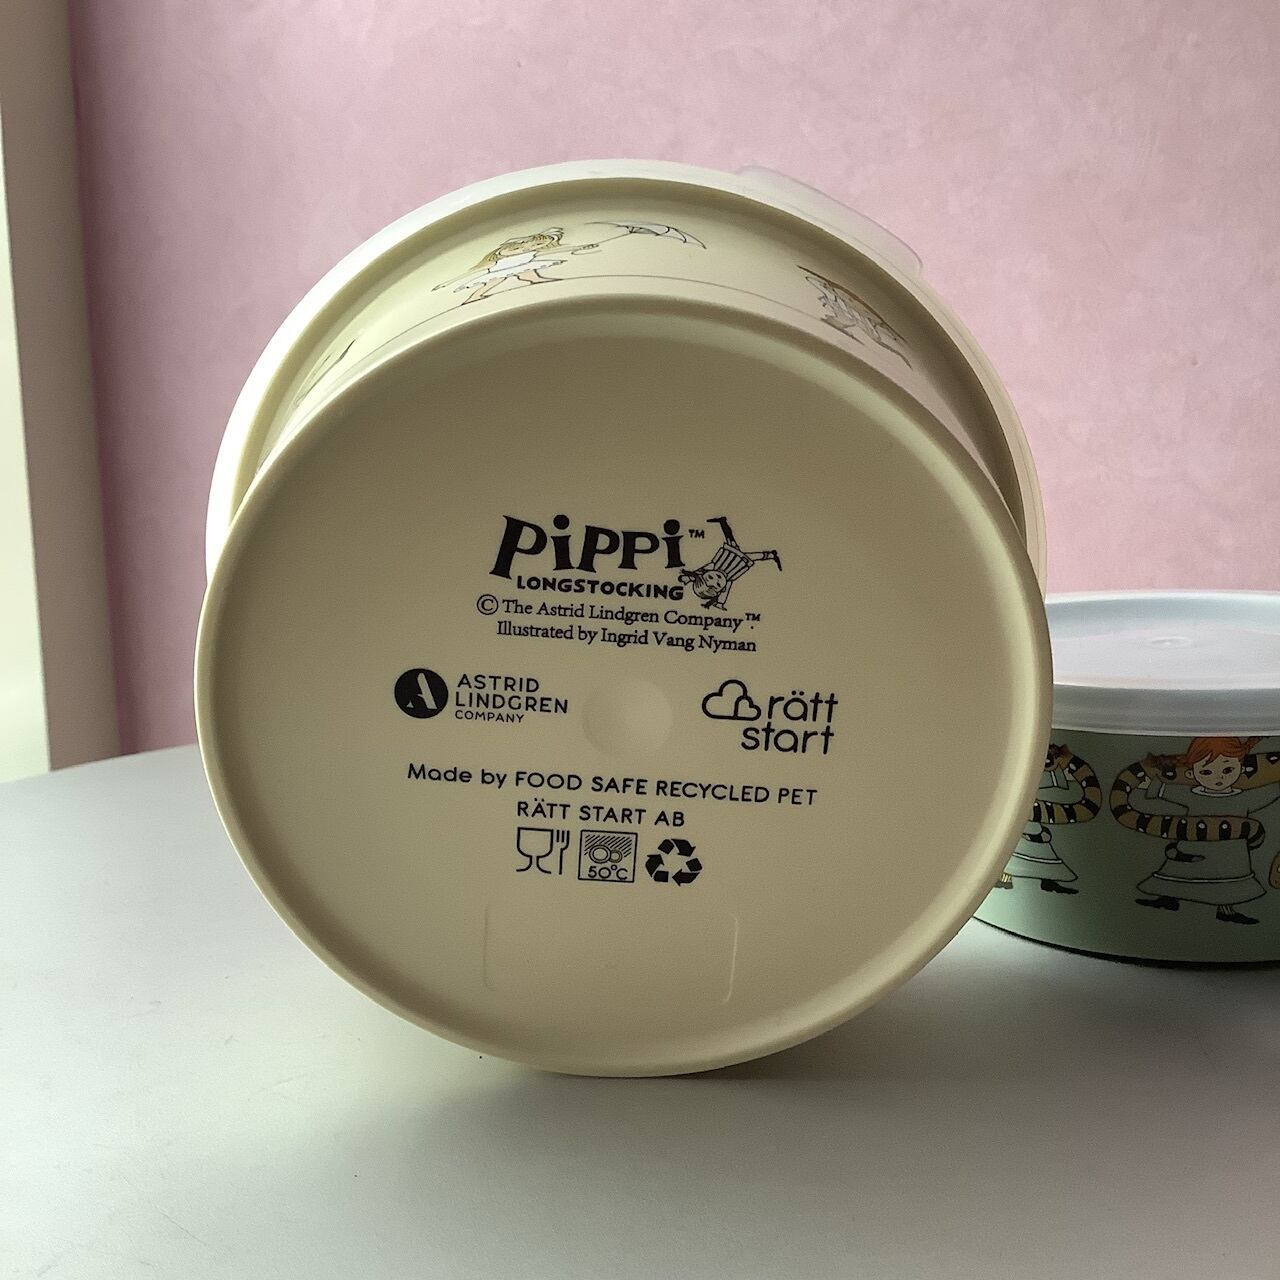 PiPPi™
LONGSTOCKING
© The Astrid Lindgren Company™.
Illustrated by Ingrid Vang Nyman
A ASTRID
LINDGREN
COMPANY
rätt
start
Made by FOOD SAFE RECYCLED PET
RÄTT START AB
50°C